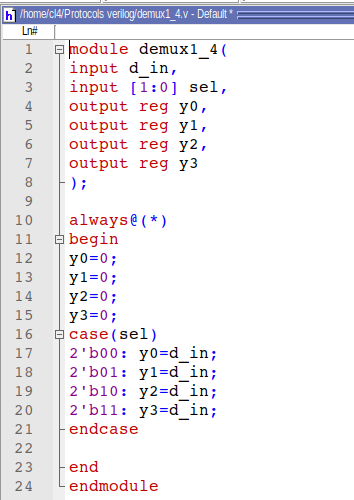 h /home/cl4/Protocols verilog/demux1_4.v - Default *
Ln#
1 module demux1_4(
2 input d_in,
3 input [1:0] sel,
4 output reg y0,
5 output reg y1,
6 output reg y2,
7 output reg y3
8 );
9
10 always@(*)
11 begin
12 y0=0;
13 y1=0;
14 y2=0;
15 y3=0;
16 case(sel)
17 2'b00: y0=d_in;
18 2'b01: y1=d_in;
19 2'b10: y2=d_in;
20 2'b11: y3=d_in;
21 endcase
22
23 end
24 endmodule